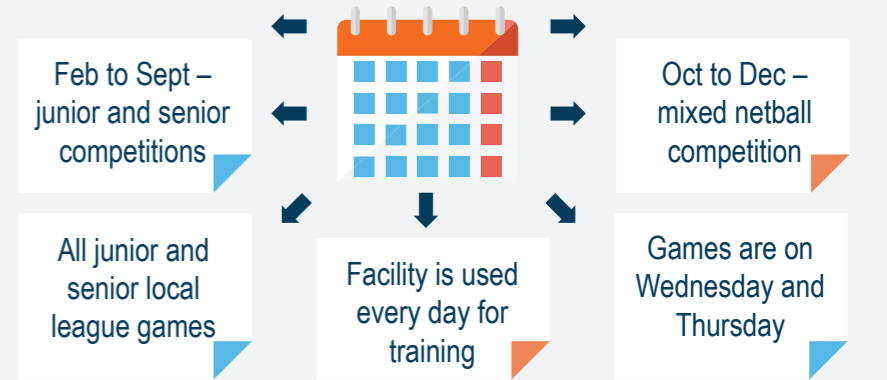 Feb to Sept –
junior and senior
competitions
Oct to Dec –
mixed netball
competition
All junior and
senior local
league games
Facility is used
every day for
training
Games are on
Wednesday and
Thursday